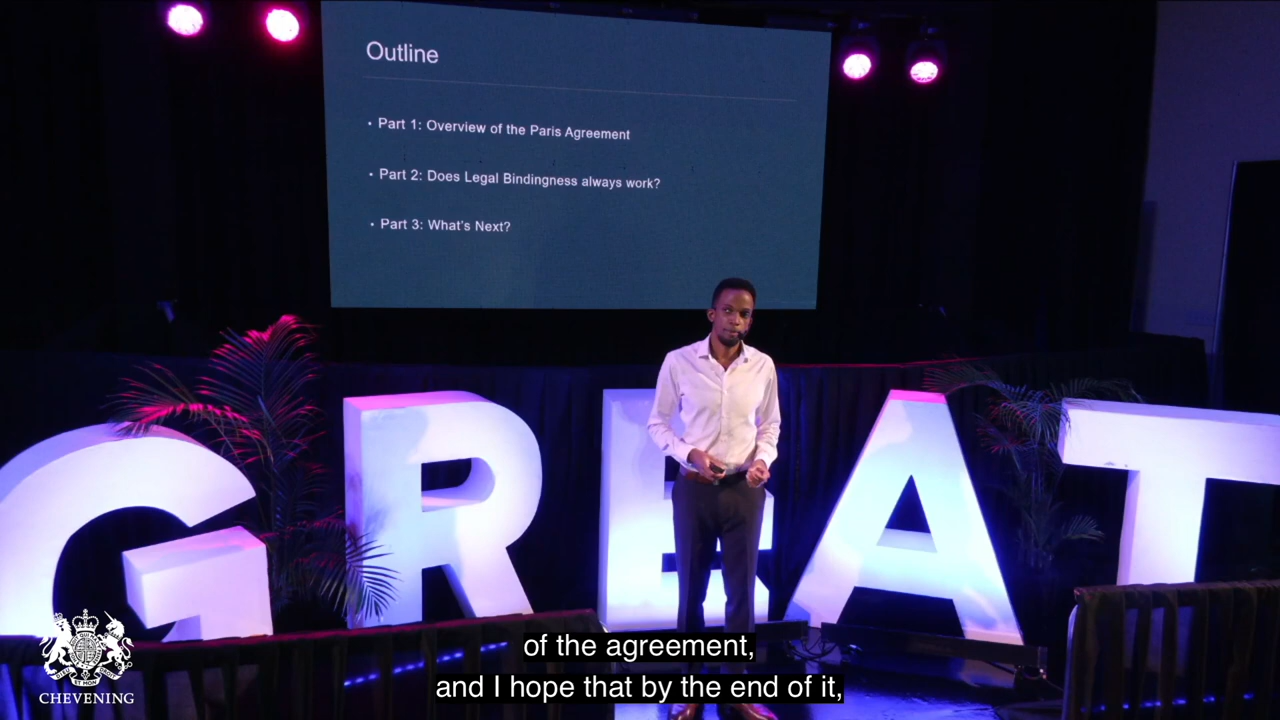 Outline
• Part 1: Overview of the Paris Agreement
• Part 2: Does Legal Bindingness always work?
• Part 3: What's Next?
GREAT
of the agreement,
and I hope that by the end of it,
CHEVENING